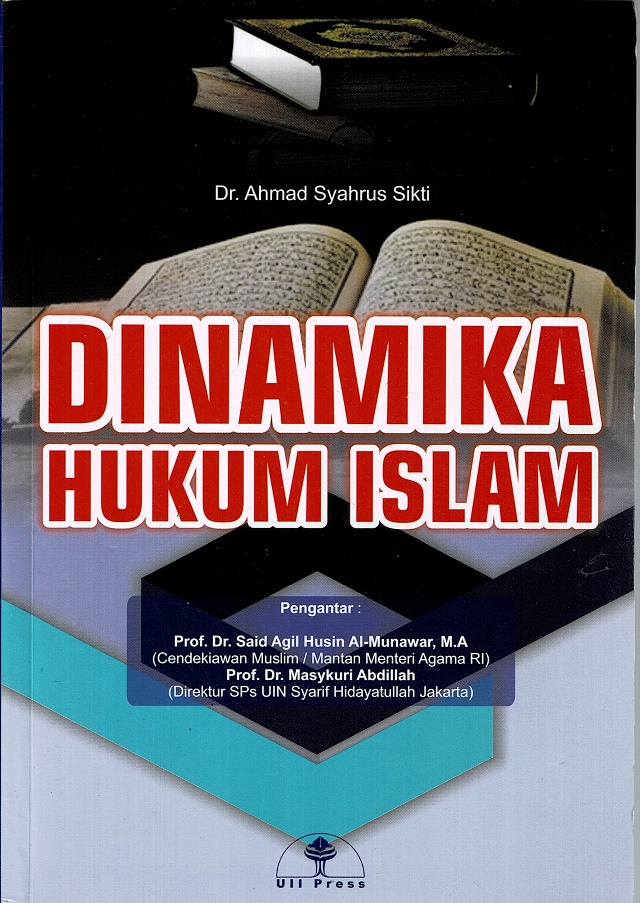 Dr. Ahmad Syahrus Sikti
DINAMIKA
HUKUM ISLAM
Pengantar :
Prof. Dr. Said Agil Husin Al-Munawar, M.A
(Cendekiawan Muslim / Mantan Menteri Agama RI)
Prof. Dr. Masykuri Abdillah
(Direktur SPs UIN Syarif Hidayatullah Jakarta)
UII Press